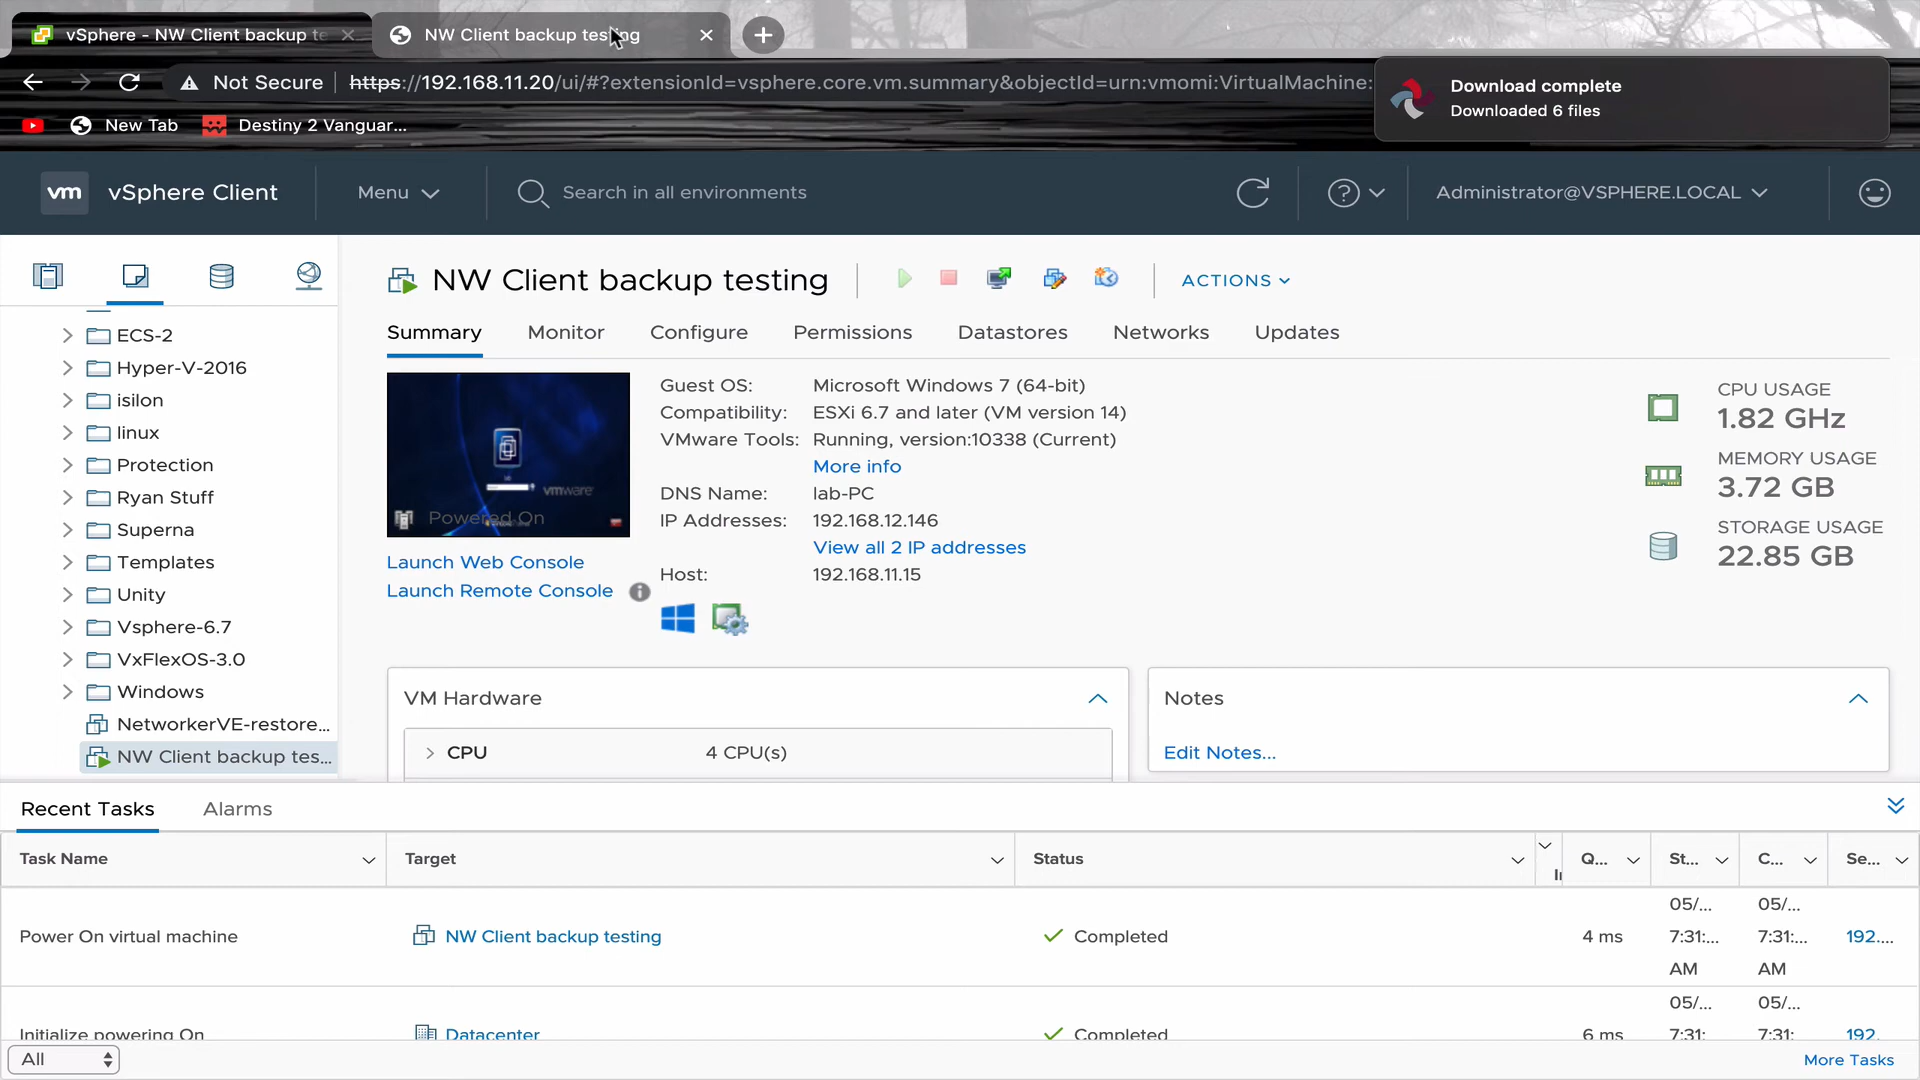 vSphere - NW Client backup te
NW Client backup testing
Not Secure
https://192.168.11.20/ui/#?extensionId=vsphere.core.vm.summary&objectId=urn:vmomi:VirtualMachine:
Download complete
Downloaded 6 files
New Tab
Destiny 2 Vanguar...
vm
vSphere Client
Menu
Search in all environments
Administrator@VSPHERE.LOCAL
ECS-2
Hyper-V-2016
isilon
linux
Protection
Ryan Stuff
Superna
Templates
Unity
Vsphere-6.7
VxFlexOS-3.0
Windows
NetworkerVE-restore...
NW Client backup tes...
NW Client backup testing
ACTIONS
Summary
Monitor
Configure
Permissions
Datastores
Networks
Updates
vmware
Powered On
Launch Web Console
Launch Remote Console
Guest OS: Microsoft Windows 7 (64-bit)
Compatibility: ESXi 6.7 and later (VM version 14)
VMware Tools: Running, version:10338 (Current)
More info
DNS Name: lab-PC
IP Addresses: 192.168.12.146
View all 2 IP addresses
Host: 192.168.11.15
CPU USAGE
1.82 GHz
MEMORY USAGE
3.72 GB
STORAGE USAGE
22.85 GB
VM Hardware
CPU 4 CPU(s)
Notes
Edit Notes...
Recent Tasks
Alarms
Task Name
Target
Status
Q...
St...
C...
Se...
Power On virtual machine
NW Client backup testing
Completed
4 ms
05/...
7:31:...
AM
05/...
7:31:...
AM
192....
Initialize powering On
Datacenter
Completed
6 ms
05/...
7:31:
05/...
7:31:
192.
All
More Tasks